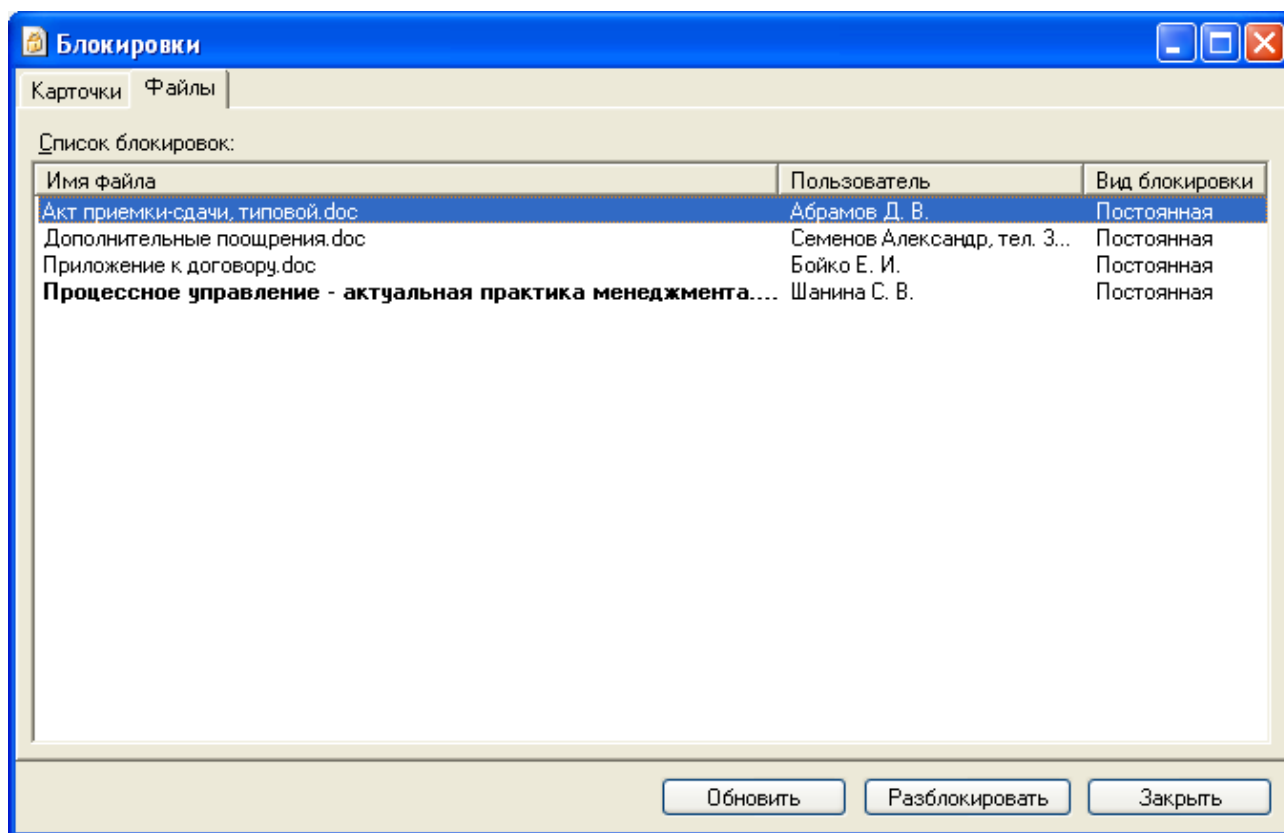 Блокировки
Карточки Файлы
Список блокировок:
Имя файла Пользователь Вид блокировки
Акт приемки-сдачи, типовой.doc Абрамов Д. В. Постоянная
Дополнительные поощрения.doc Семенов Александр, тел. 3... Постоянная
Приложение к договору.doc Бойко Е. И. Постоянная
Процессное управление - актуальная практика менеджмента.... Шанина С. В. Постоянная
Обновить Разблокировать Закрыть